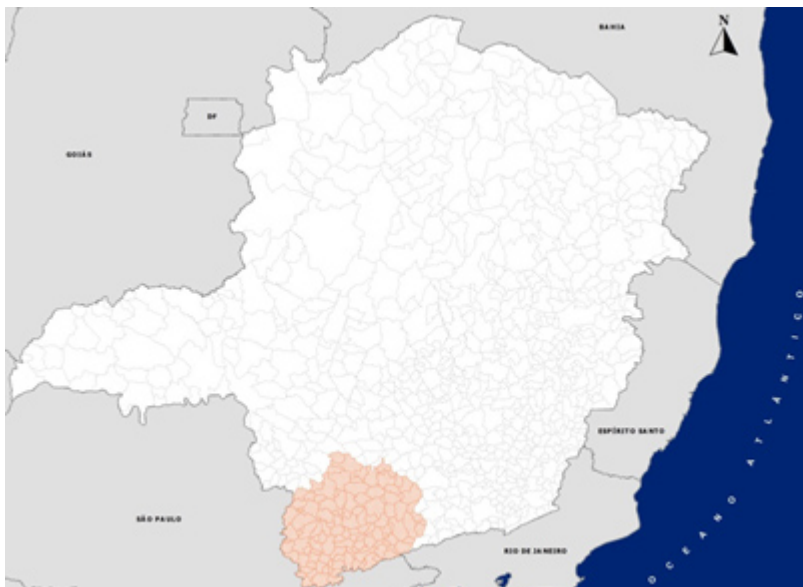 BAHIA
N
DF
GOIÁS
OCEANO ATLÂNTICO
ESPÍRITO SANTO
SÃO PAULO
RIO DE JANEIRO